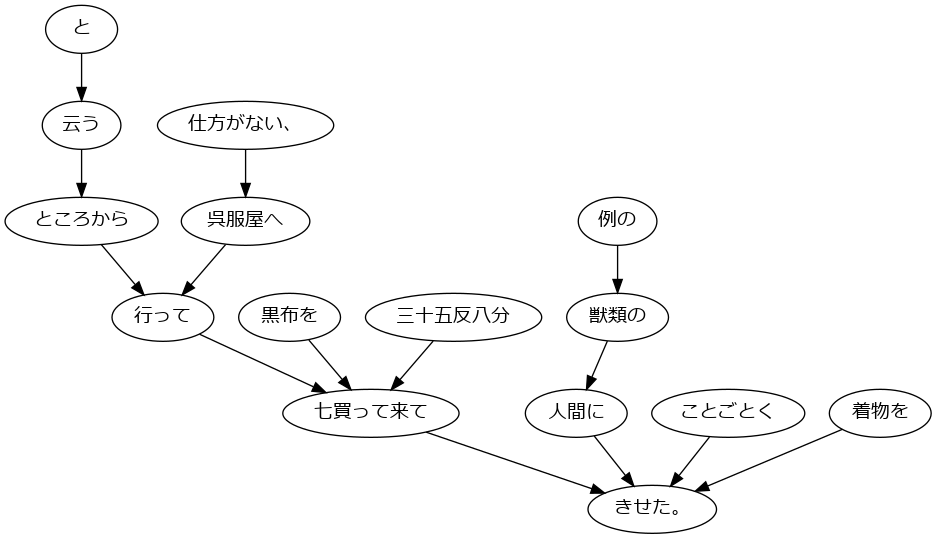 と
云う
仕方がない、
ところから
呉服屋へ
例の
行って
黒布を
三十五反八分
獣類の
七買って来て
人間に
ことごとく
着物を
きせた。